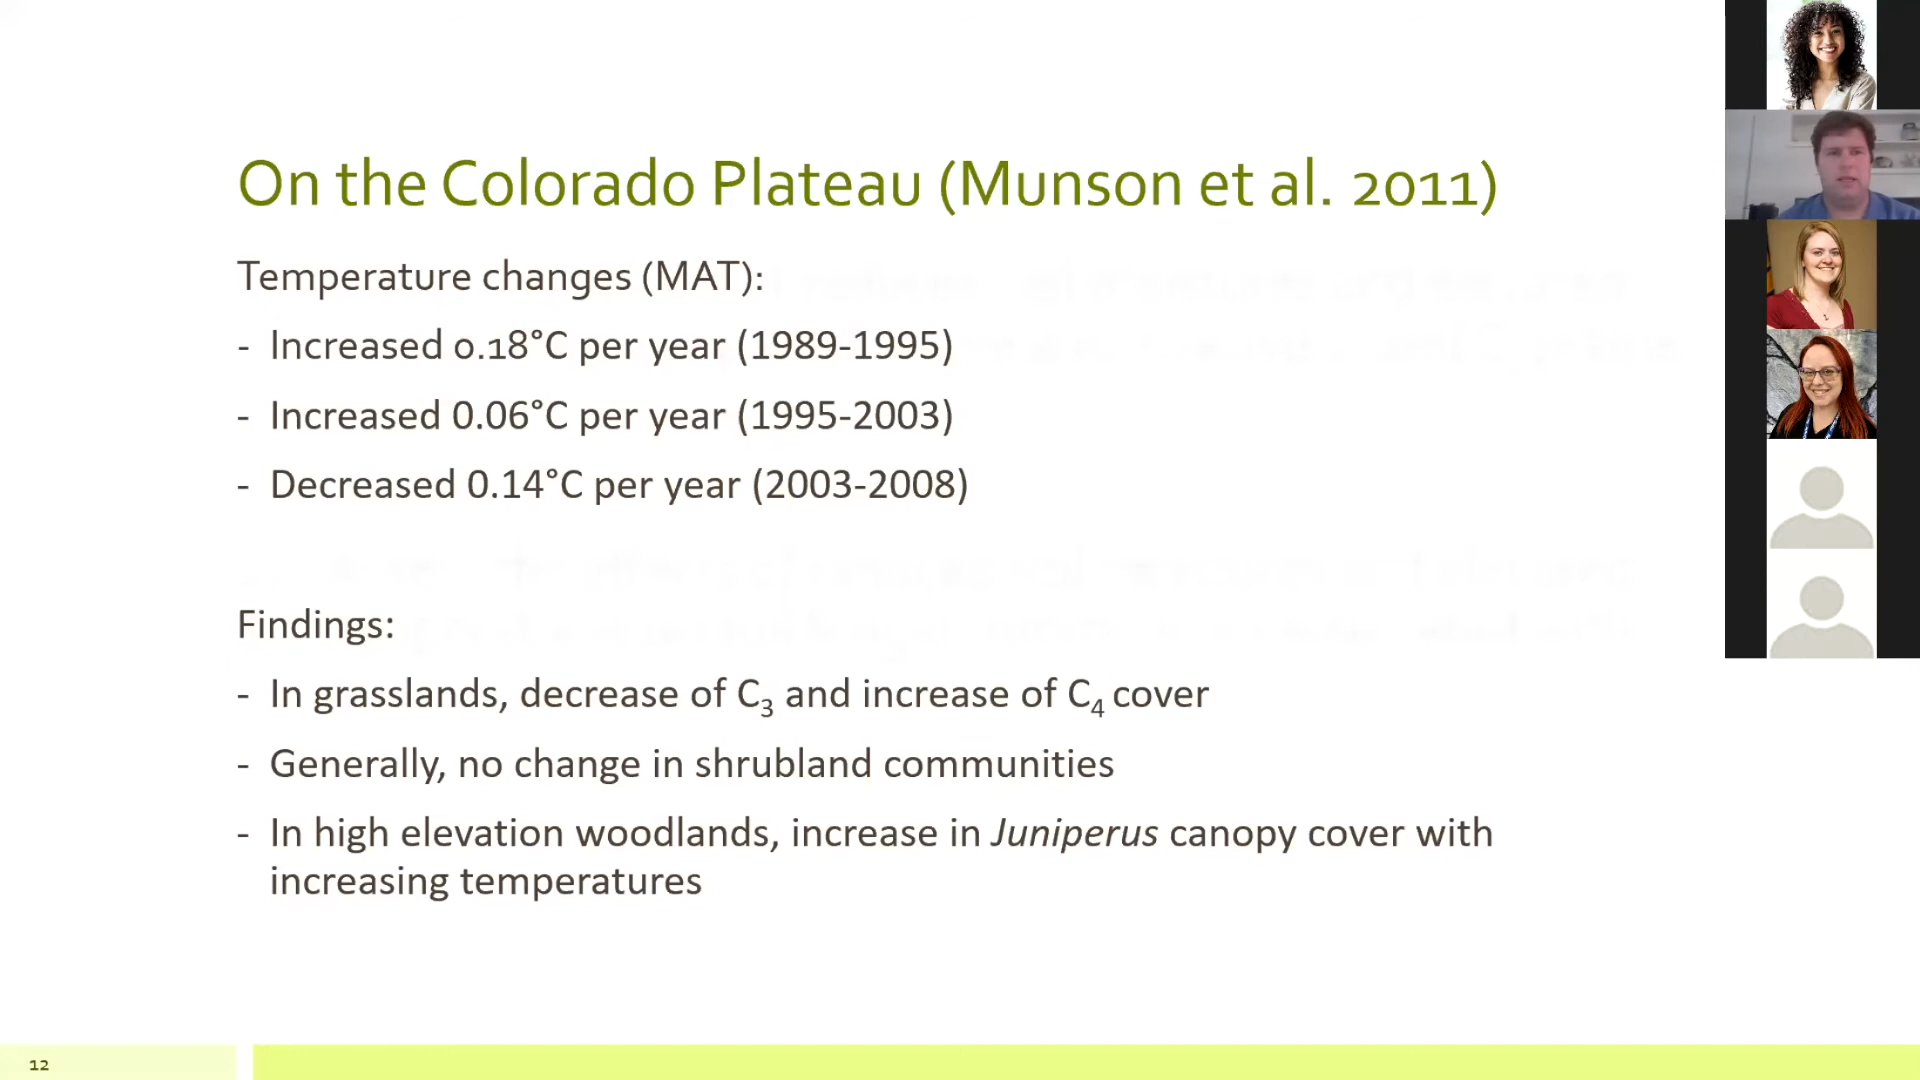 On the Colorado Plateau (Munson et al. 2011)
Temperature changes (MAT):
- Increased 0.18°C per year (1989-1995)
- Increased 0.06°C per year (1995-2003)
- Decreased 0.14°C per year (2003-2008)
Findings:
- In grasslands, decrease of C₃ and increase of C₄ cover
- Generally, no change in shrubland communities
- In high elevation woodlands, increase in Juniperus canopy cover with
increasing temperatures
12